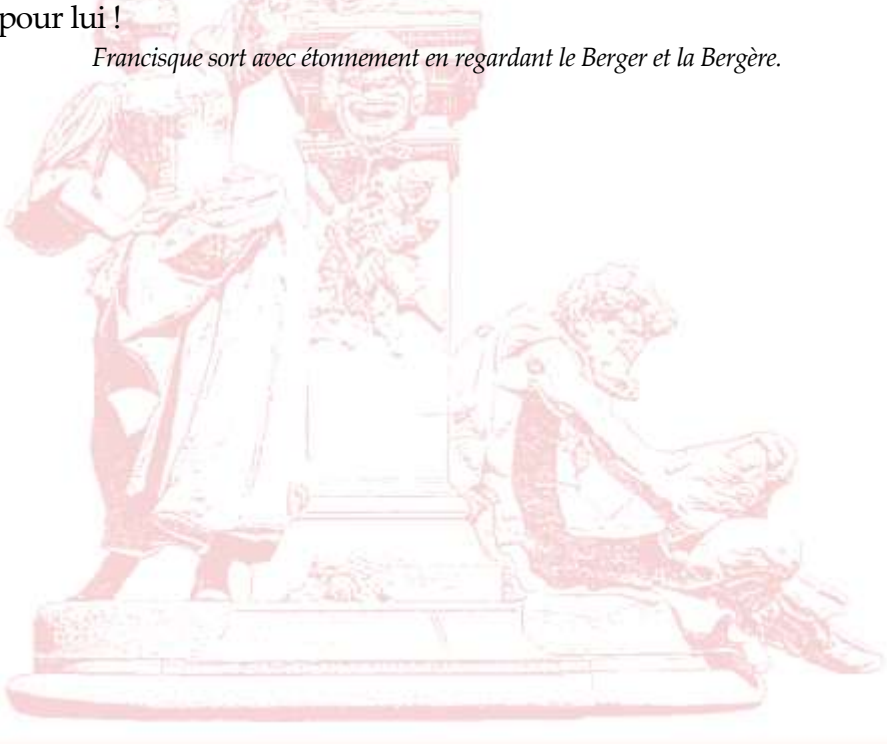 pour lui !
Francisque sort avec étonnement en regardant le Berger et la Bergère.